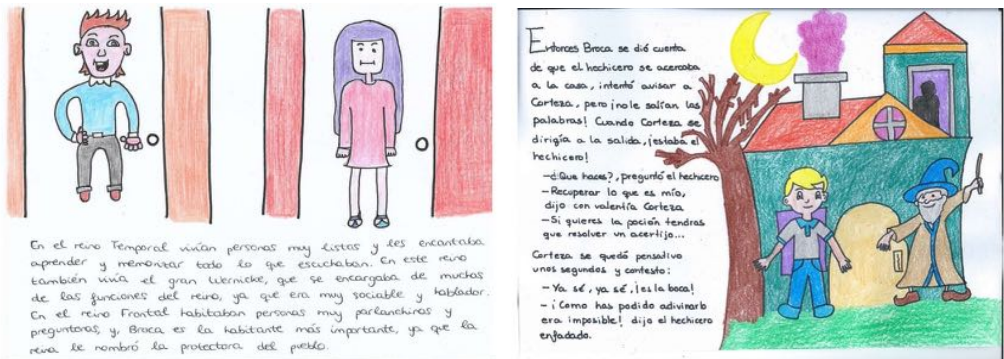 En el reino Temporal vivían personas muy listas y les encantaba
aprender y memorizar todo lo que escuchaban. En este reino
también vivía el gran Wernicke, que se encargaba de muchas
de las funciones del reino, ya que era muy sociable y hablador.
En el reino Frontal habitaban personas muy parlanchinas y
preguntonas, y, Broca es la habitante más importante, ya que la
reina le nombró la protectora del pueblo.
Entonces Broca se dió cuenta
de que el hechicero se acercaba
a la casa, intentó avisar a
Corteza, pero ¡no le salían las
palabras! Cuando Corteza se
dirigía a la salida, ¡estaba el
hechicero!
-¿Que haces?, preguntó el hechicero
- Recuperar lo que es mío,
dijo con valentía Corteza
- Si quieres la poción tendras
que resolver un acertijo...
Corteza se quedó pensativo
unos segundos y contesto:
- Ya sé, ya sé, ¡es la boca!
- ¡Como has podido adivinarlo
era imposible! dijo el hechicero
enfadado.